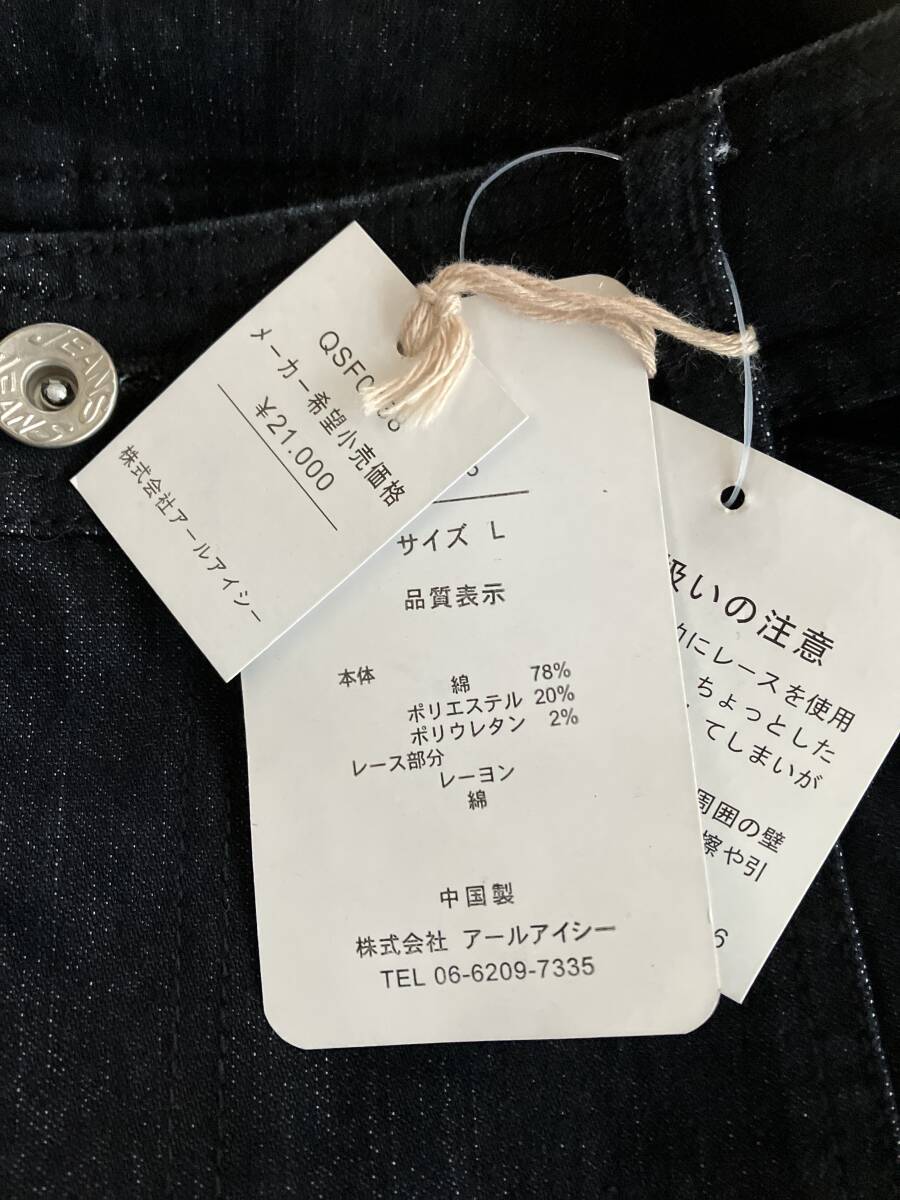 JEANS
JEANS
メーカー希望小売価格
¥21.000
株式会社アールアイシー
サイズ L
品質表示
本体 綿 78%
ポリエステル 20%
ポリウレタン 2%
レース部分
レーヨン
綿
中国製
株式会社 アールアイシー
TEL 06-6209-7335
扱いの注意
にレースを使用
ちょっとした
てしまいが
周囲の壁
擦や引
6